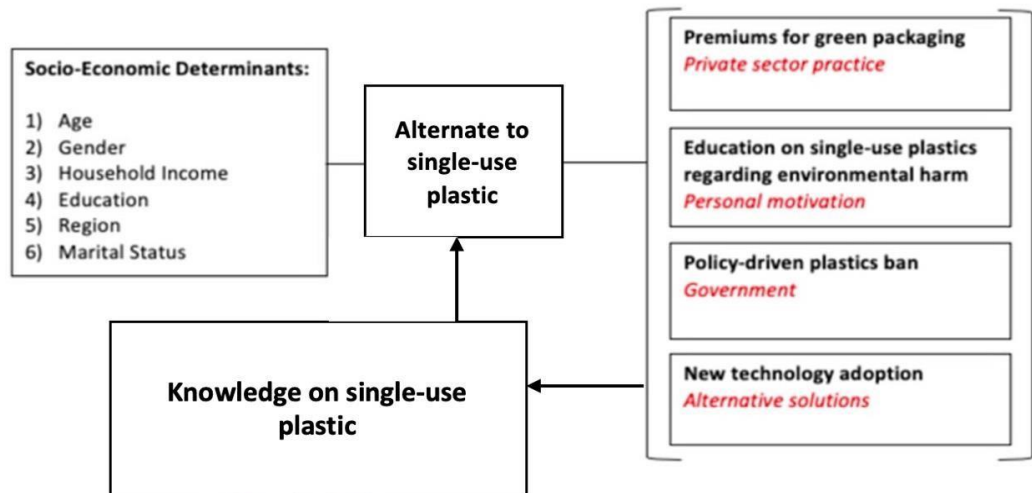 Socio-Economic Determinants:
1) Age
2) Gender
3) Household Income
4) Education
5) Region
6) Marital Status
Alternate to
single-use
plastic
Premiums for green packaging
Private sector practice
Education on single-use plastics
regarding environmental harm
Personal motivation
Policy-driven plastics ban
Government
New technology adoption
Alternative solutions
Knowledge on single-use
plastic